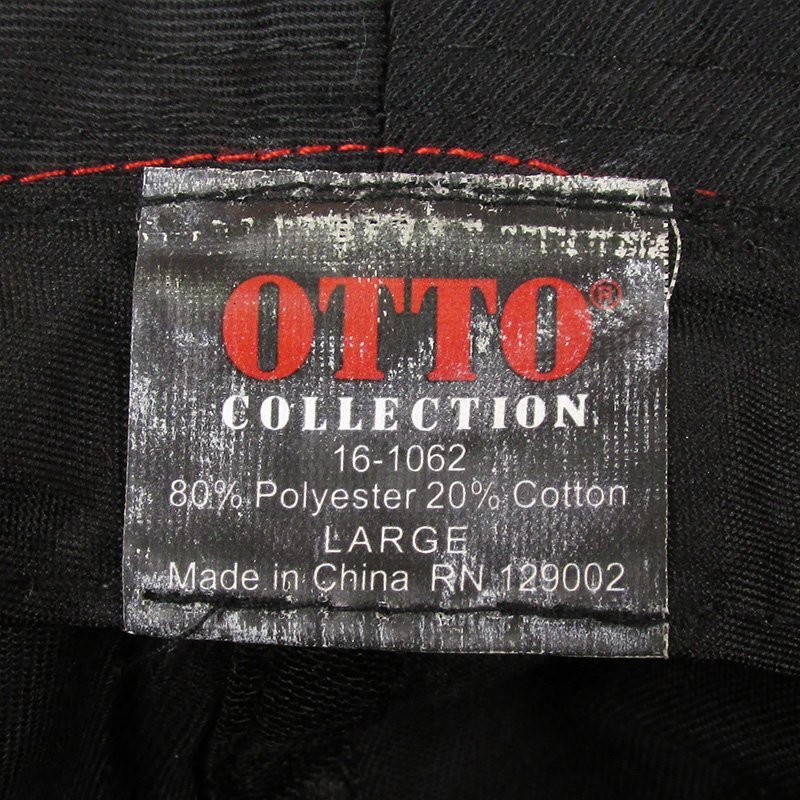 OTTO®
COLLECTION
16-1062
80% Polyester 20% Cotton
LARGE
Made in China RN 129002